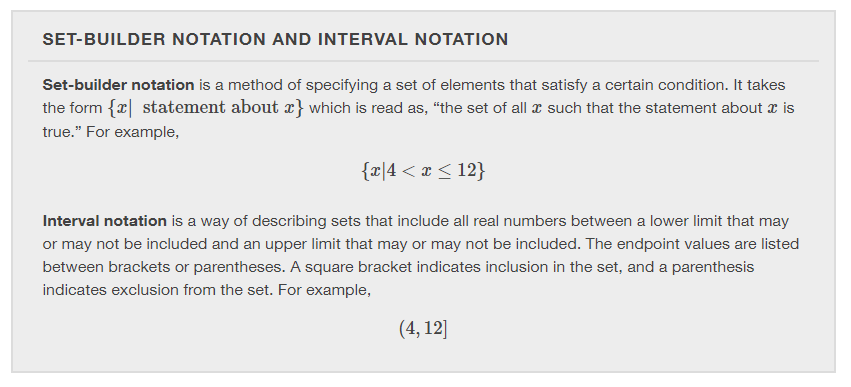 SET-BUILDER NOTATION AND INTERVAL NOTATION
Set-builder notation is a method of specifying a set of elements that satisfy a certain condition. It takes
the form {x| statement about x} which is read as, “the set of all x such that the statement about x is
true.” For example,
{x|4 < x ≤ 12}
Interval notation is a way of describing sets that include all real numbers between a lower limit that may
or may not be included and an upper limit that may or may not be included. The endpoint values are listed
between brackets or parentheses. A square bracket indicates inclusion in the set, and a parenthesis
indicates exclusion from the set. For example,
(4, 12]